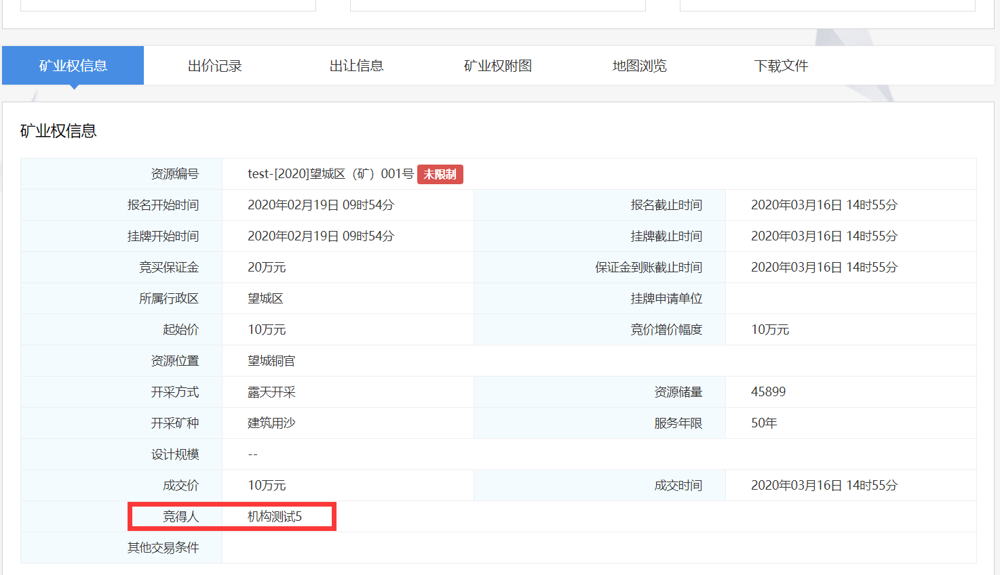 矿业权信息 出价记录 出让信息 矿业权附图 地图浏览 下载文件
矿业权信息
资源编号 test-[2020]望城区（矿）001号 未限制
报名开始时间 2020年02月19日 09时54分 报名截止时间 2020年03月16日 14时55分
挂牌开始时间 2020年02月19日 09时54分 挂牌截止时间 2020年03月16日 14时55分
竞买保证金 20万元 保证金到账截止时间 2020年03月16日 14时55分
所属行政区 望城区 挂牌申请单位
起始价 10万元 竞价增价幅度 10万元
资源位置 望城铜官
开采方式 露天开采 资源储量 45899
开采矿种 建筑用沙 服务年限 50年
设计规模 --
成交价 10万元 成交时间 2020年03月16日 14时55分
竞得人 机构测试5
其他交易条件